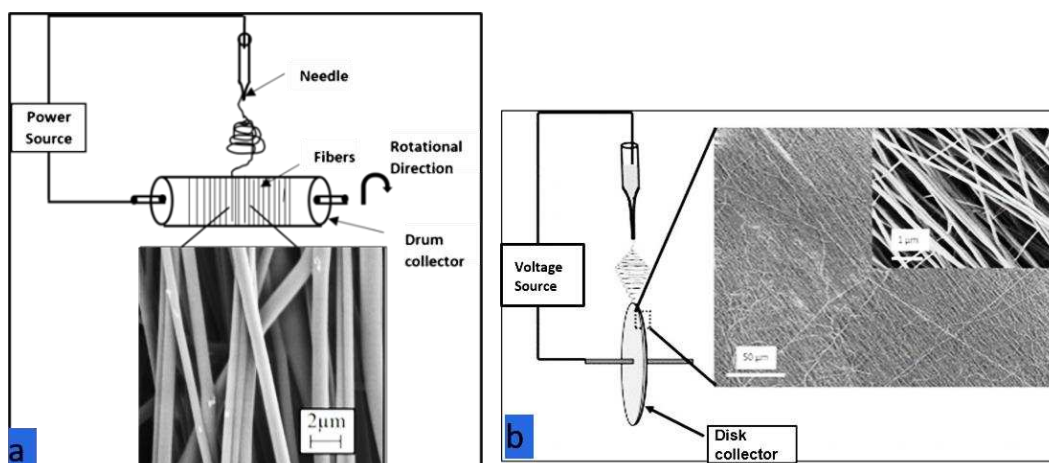 Needle
Power
Source
Fibers
Rotational
Direction
Drum
collector
2μm
a
Voltage
Source
1 μm
50 μm
Disk
collector
b